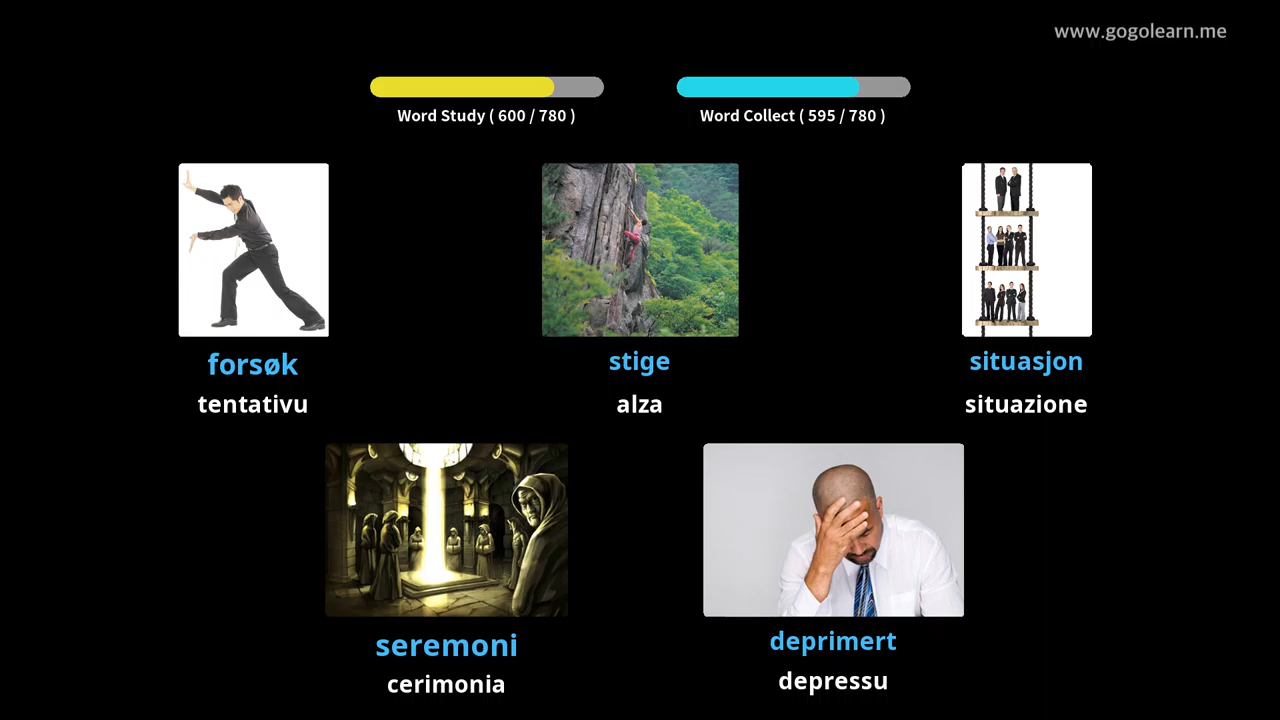 www.gogolearn.me
Word Study ( 600 / 780 )
Word Collect ( 595 / 780 )
forsøk
tentativu
stige
alza
situasjon
situazione
seremoni
cerimonia
deprimert
depressu